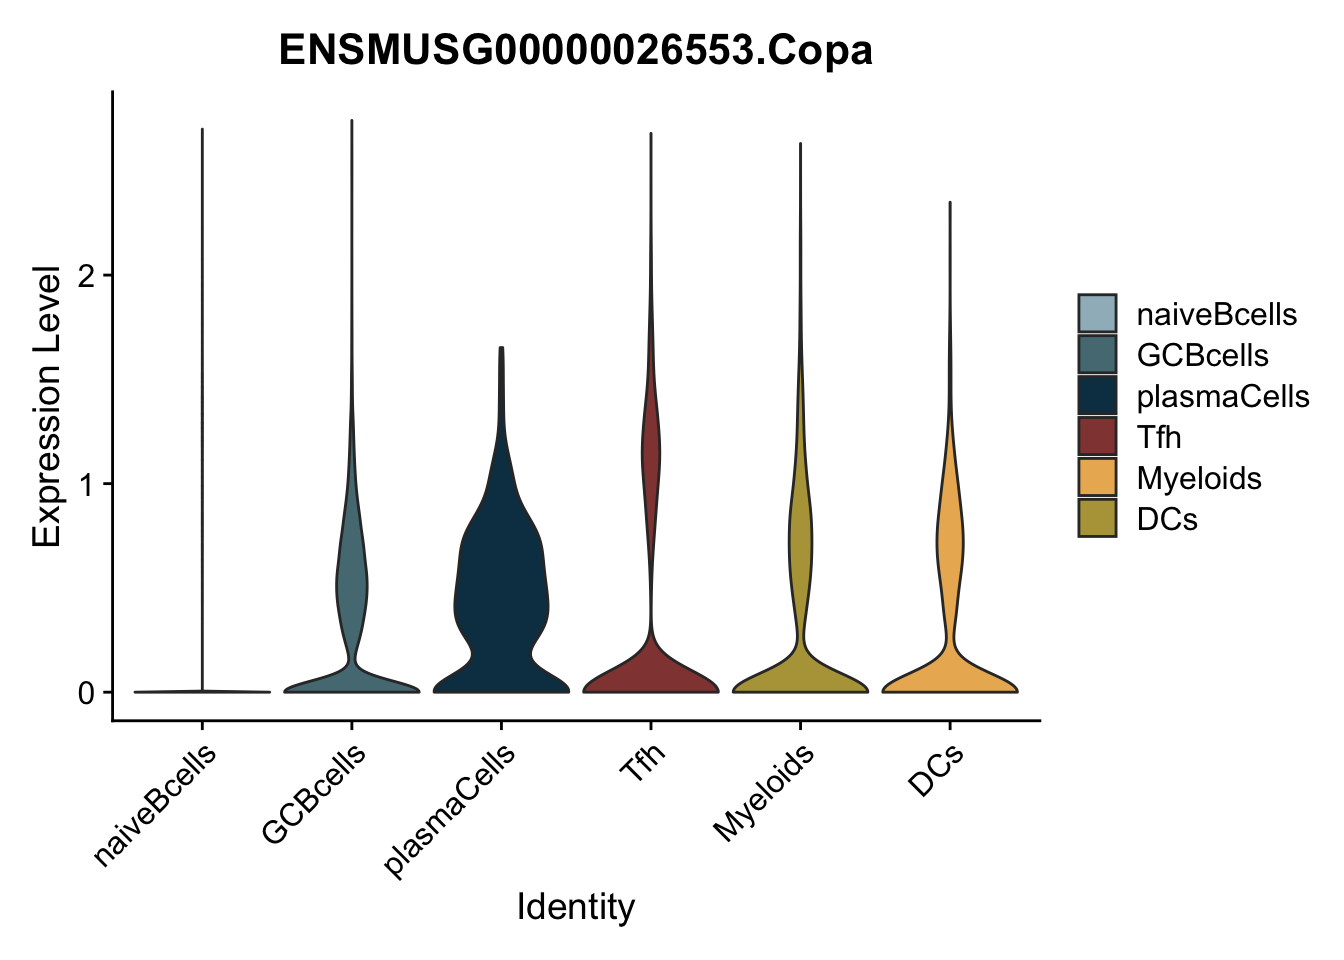 ENSMUSG00000026553.Copa
Expression Level
2
1
0
naiveBcells
GCBcells
plasmaCells
Tfh
Myeloids
DCs
Identity
naiveBcells
GCBcells
plasmaCells
Tfh
Myeloids
DCs